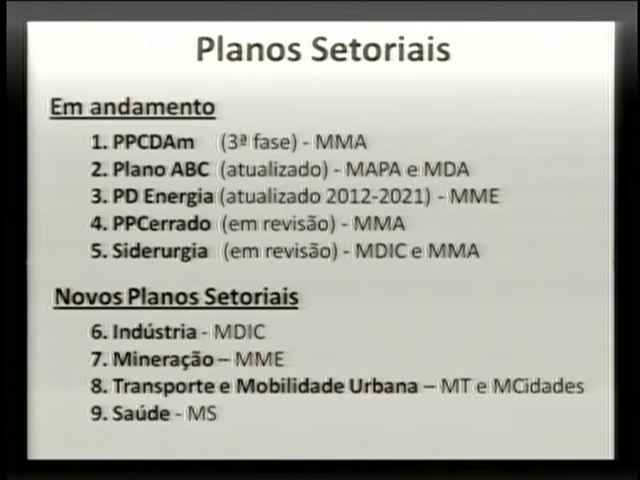 Planos Setoriais
Em andamento
1. PPCDAm (3ª fase) - MMA
2. Plano ABC (atualizado) - MAPA e MDA
3. PD Energia (atualizado 2012-2021) - MME
4. PPCerrado (em revisão) - MMA
5. Siderurgia (em revisão) - MDIC e MMA
Novos Planos Setoriais
6. Indústria - MDIC
7. Mineração – MME
8. Transporte e Mobilidade Urbana – MT e MCidades
9. Saúde - MS